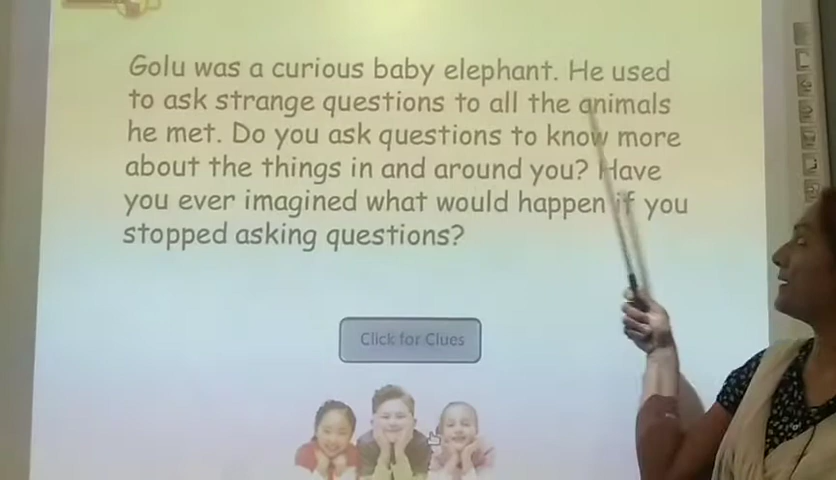 Golu was a curious baby elephant. He used
to ask strange questions to all the animals
he met. Do you ask questions to know more
about the things in and around you? Have
you ever imagined what would happen if you
stopped asking questions?
Click for Clues